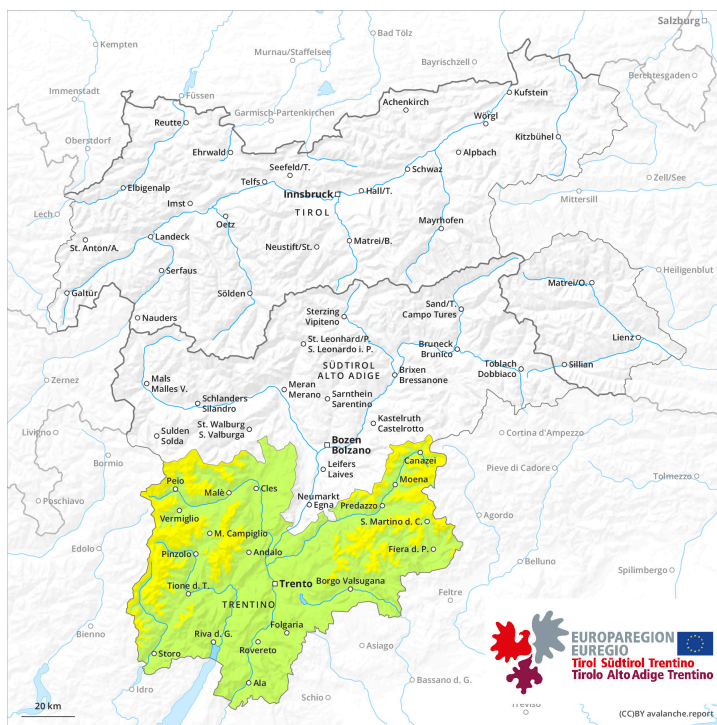 Salzburg
Kempten
Bad Tölz
Murnau/Staffelsee
Bayrischzell
Berchtesgaden
Immenstadt
Füssen
Achenkirch
Kufstein
Garmisch-Partenkirchen
Reutte
Wörgl
Oberstdorf
Kitzbühel
Ehrwald
Alpbach
Seefeld/T.
Schwaz
Telfs
Zell/See
Elbigenalp
Innsbruck
Hall/T.
Mittersill
Imst
TIROL
Lech
Oetz
Mayrhofen
Landeck
St. Anton/A.
Neustift/St.
Matrei/B.
Serfaus
Heiligenblut
Galtür
Sölden
Matrei/O.
Sand/T.
Campo Tures
Nauders
Sterzing
Vipiteno
St. Leonhard/P.
S. Leonardo i. P.
Bruneck
Brunico
Lienz
SÜDTIROL
ALTO ADIGE
Brixen
Bressanone
Toblach
Dobbiaco
Sillian
Zernez
Mals
Malles V.
Meran
Merano
Sarnthein
Sarentino
Schlanders
Silandro
Kastelruth
Castelrotto
St. Walburg
S. Valburga
Livigno
Sulden
Solda
Bozen
Bolzano
Cortina d'Ampezzo
Bormio
Canazei
Leifers
Laives
Pieve di Cadore
Tolmezzo
Peio
Malè
Cles
Moena
Poschiavo
Neumarkt
Egna
Predazzo
Vermiglio
S. Martino d. C.
Agordo
M. Campiglio
Edolo
Pinzolo
Andalo
Fiera d. P.
Belluno
Spilimbergo
Trento
Borgo Valsugana
Tione d. T.
Feltre
TRENTINO
Folgaria
Bienno
Riva d. G.
Rovereto
Asiago
Storo
Bassano d. G.
Ala
Idro
Schio
EUROPAREGION
EUREGIO
Tirol Südtirol Trentino
Tirolo Alto Adige Trentino
20 km
Treviso
(CC)BY avalanche.report